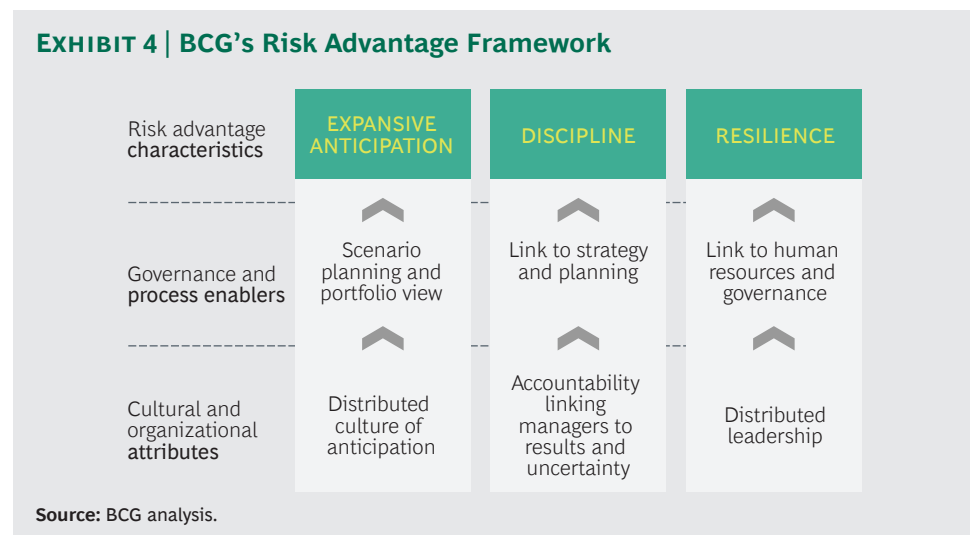 EXHIBIT 4 | BCG's Risk Advantage Framework
Risk advantage
characteristics
EXPANSIVE
ANTICIPATION
DISCIPLINE
RESILIENCE
Governance and
process enablers
Scenario
planning and
portfolio view
Link to strategy
and planning
Link to human
resources and
governance
Cultural and
organizational
attributes
Distributed
culture of
anticipation
Accountability
linking
managers to
results and
uncertainty
Distributed
leadership
Source: BCG analysis.